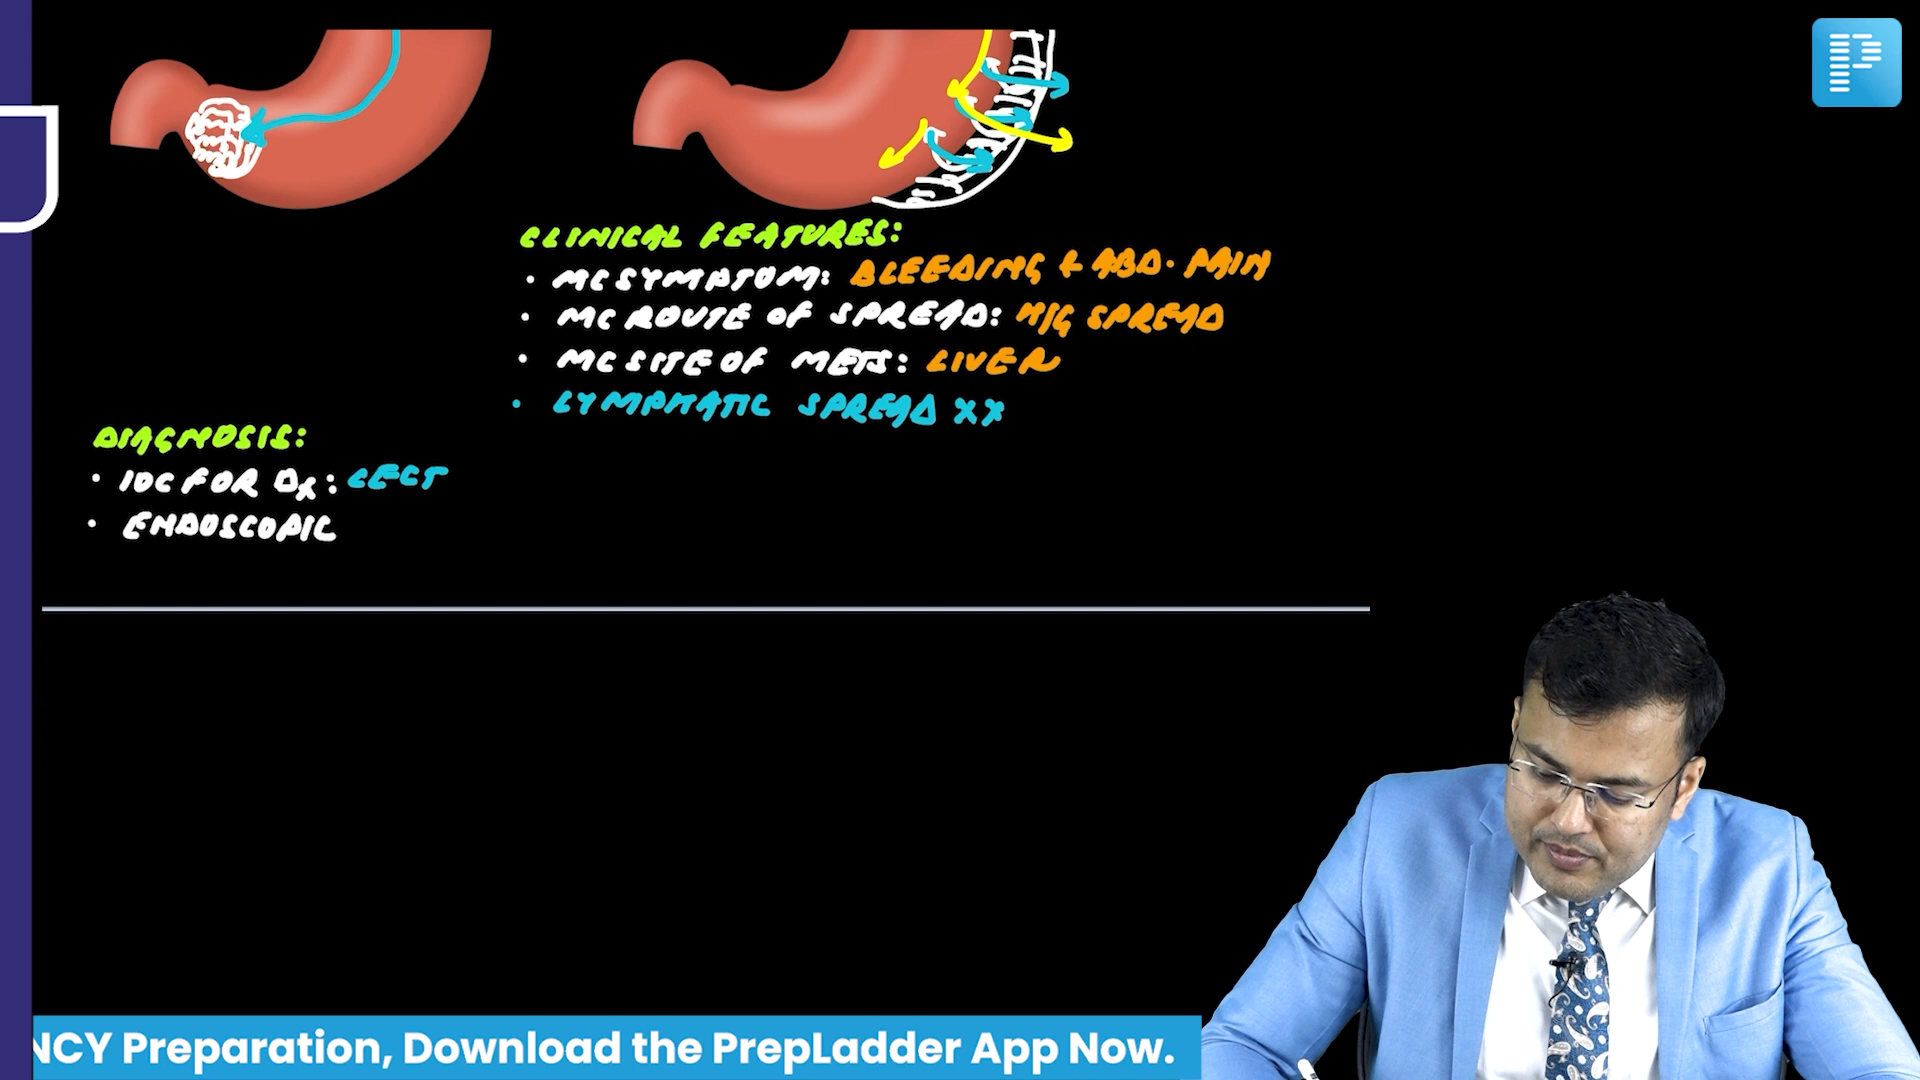 CLINICAL FEATURES:
• MC SYMPTOM: BLEEDING & ABD. PAIN
• MC ROUTE OF SPREAD: H/G SPREAD
• MC SITE OF METS: LIVER
• LYMPHATIC SPREAD XX
DIAGNOSIS:
• IOC FOR Dx: CECT
• ENDOSCOPIC
NCY Preparation, Download the PrepLadder App Now.